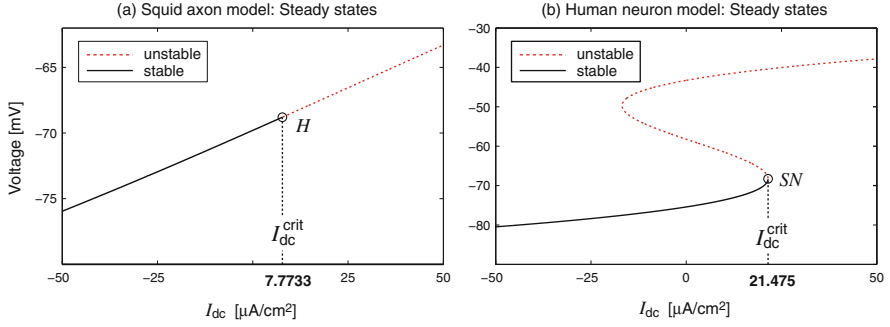 (a) Squid axon model: Steady states
unstable
stable
Voltage [mV]
−65
−70
−75
H
I_dc^crit
−50
−25
7.7733
25
50
I_dc [μA/cm²]
(b) Human neuron model: Steady states
unstable
stable
−30
−40
−50
−60
−70
−80
SN
I_dc^crit
−50
−25
0
21.475
50
I_dc [μA/cm²]